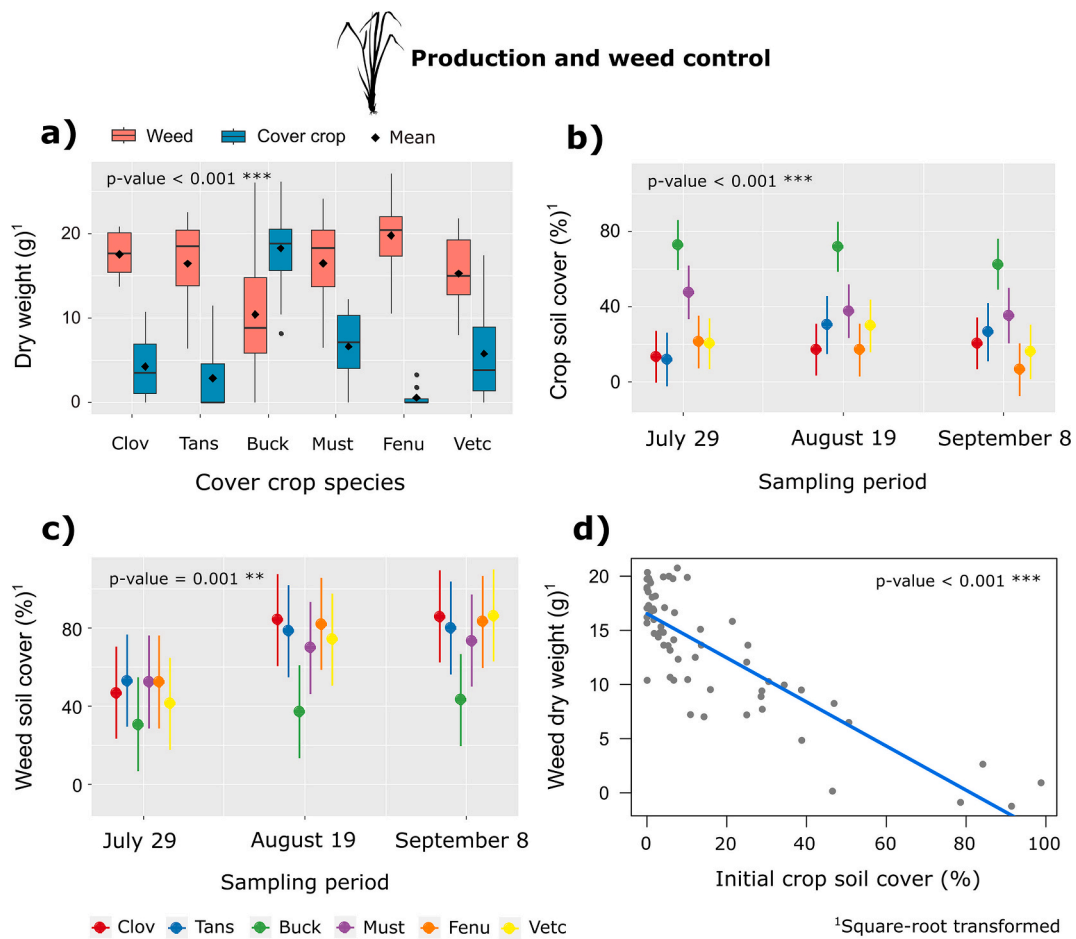 Production and weed control
a)
Weed
Cover crop
Mean
p-value < 0.001 ***
Dry weight (g)¹
20
10
0
Clov
Tans
Buck
Must
Fenu
Vetc
Cover crop species
b)
p-value < 0.001 ***
Crop soil cover (%)¹
80
40
0
July 29
August 19
September 8
Sampling period
c)
p-value = 0.001 **
Weed soil cover (%)¹
80
40
0
July 29
August 19
September 8
Sampling period
d)
p-value < 0.001 ***
Weed dry weight (g)¹
20
15
10
5
0
0
20
40
60
80
100
Initial crop soil cover (%)
Clov
Tans
Buck
Must
Fenu
Vetc
¹Square-root transformed